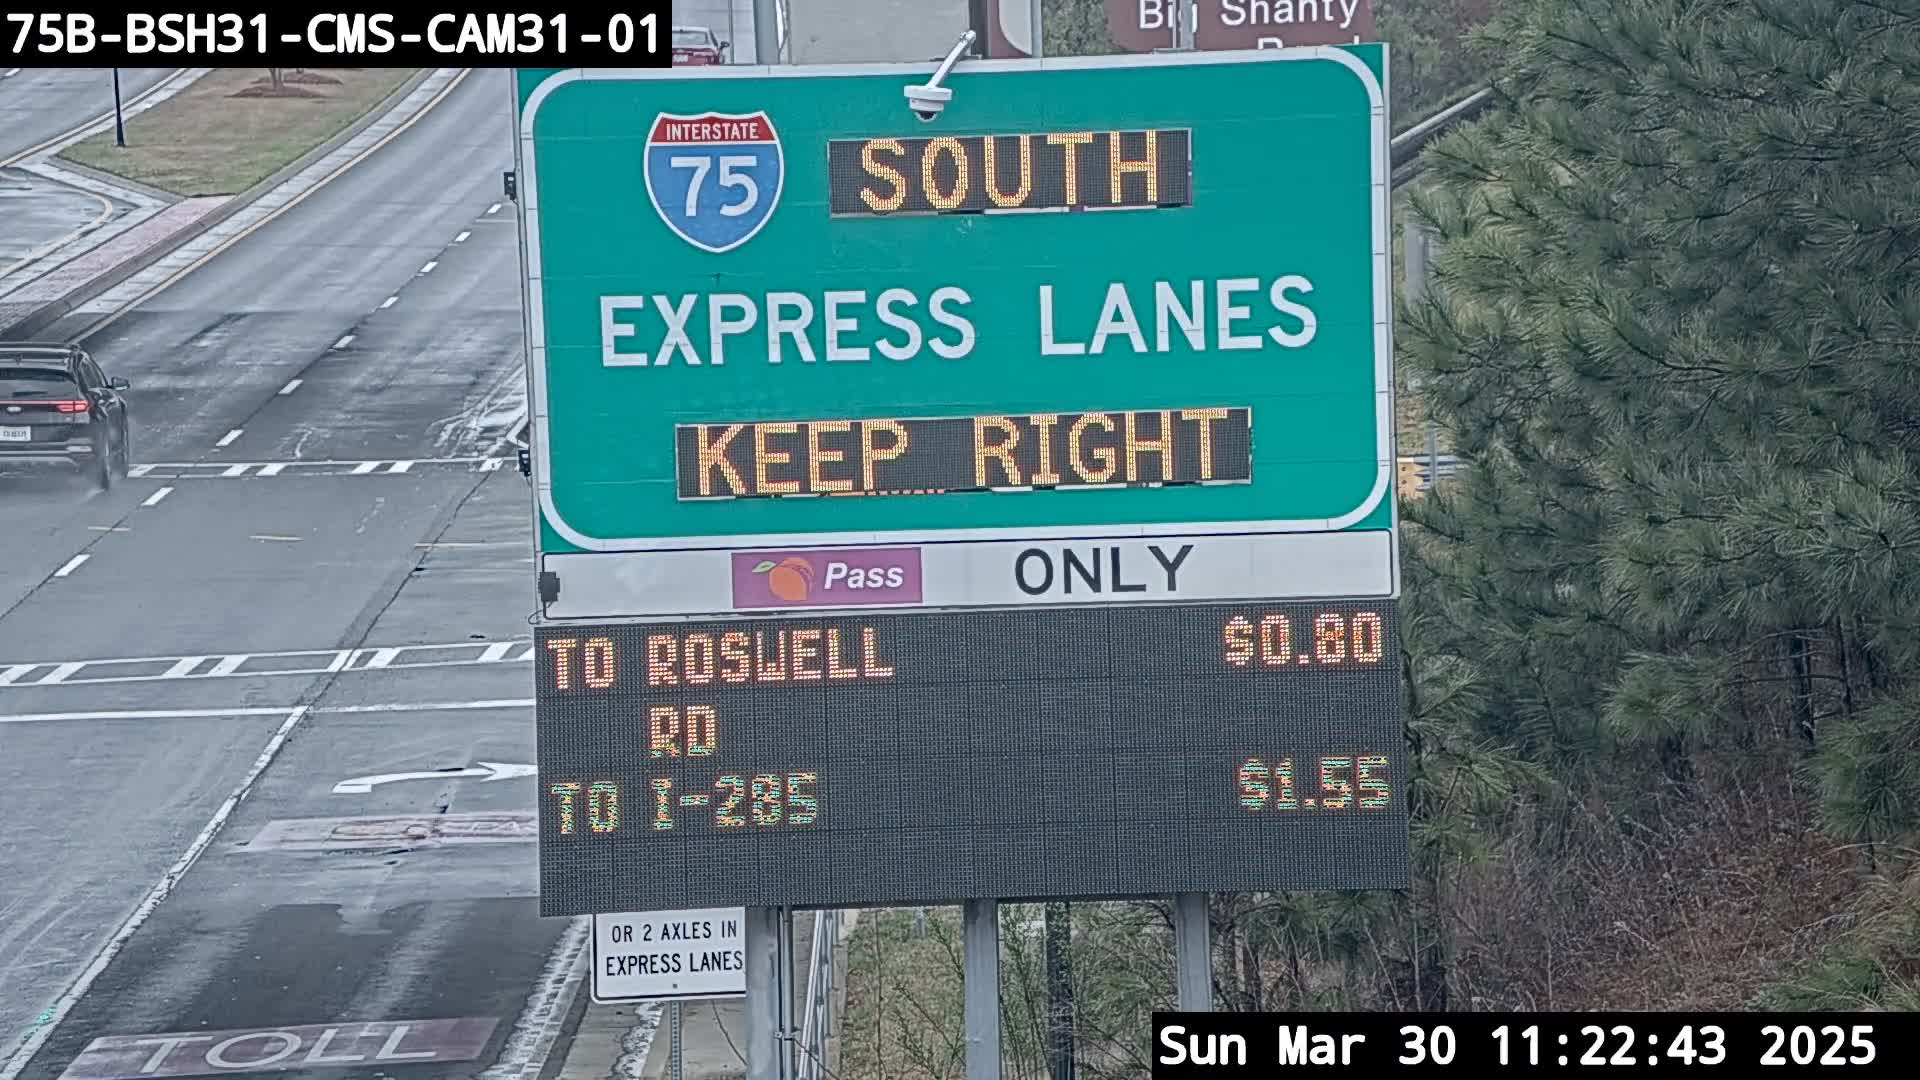 75B-BSH31-CMS-CAM31-01
Big Shanty
INTERSTATE
75
SOUTH
EXPRESS LANES
KEEP RIGHT
Pass
ONLY
TO ROSWELL $0.80
RD
TO I-285 $1.55
OR 2 AXLES IN
EXPRESS LANES
TOLL
Sun Mar 30 11:22:43 2025